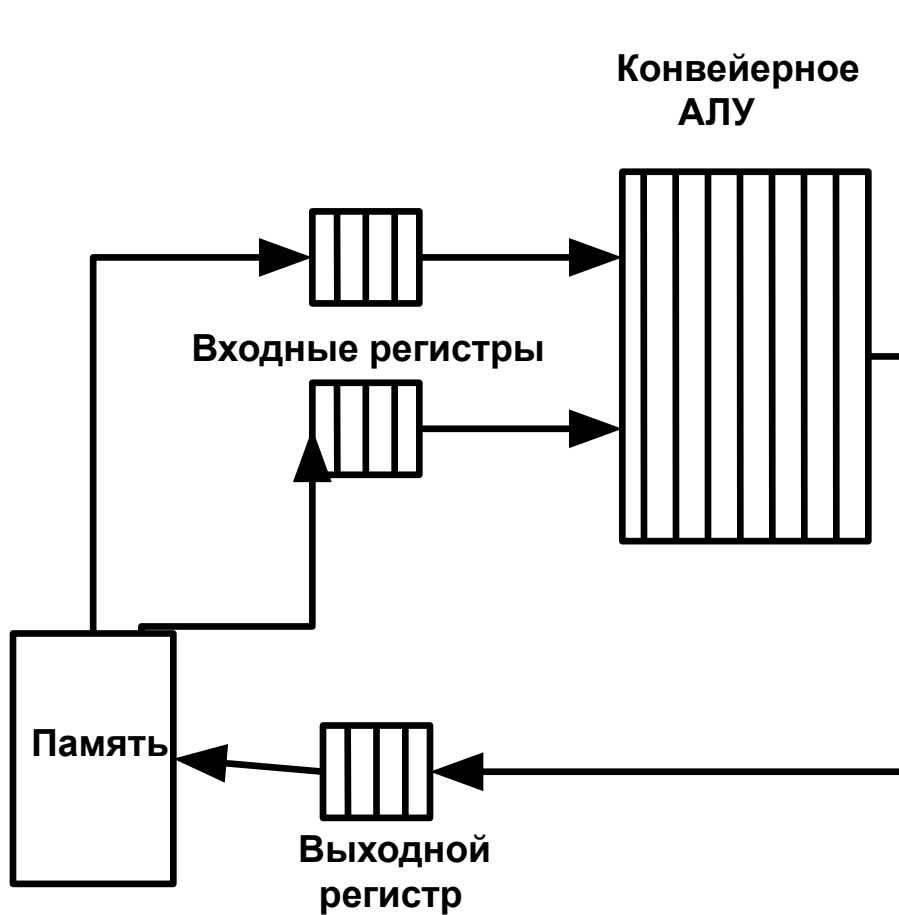 Конвейерное
АЛУ
Входные регистры
Память
Выходной
регистр